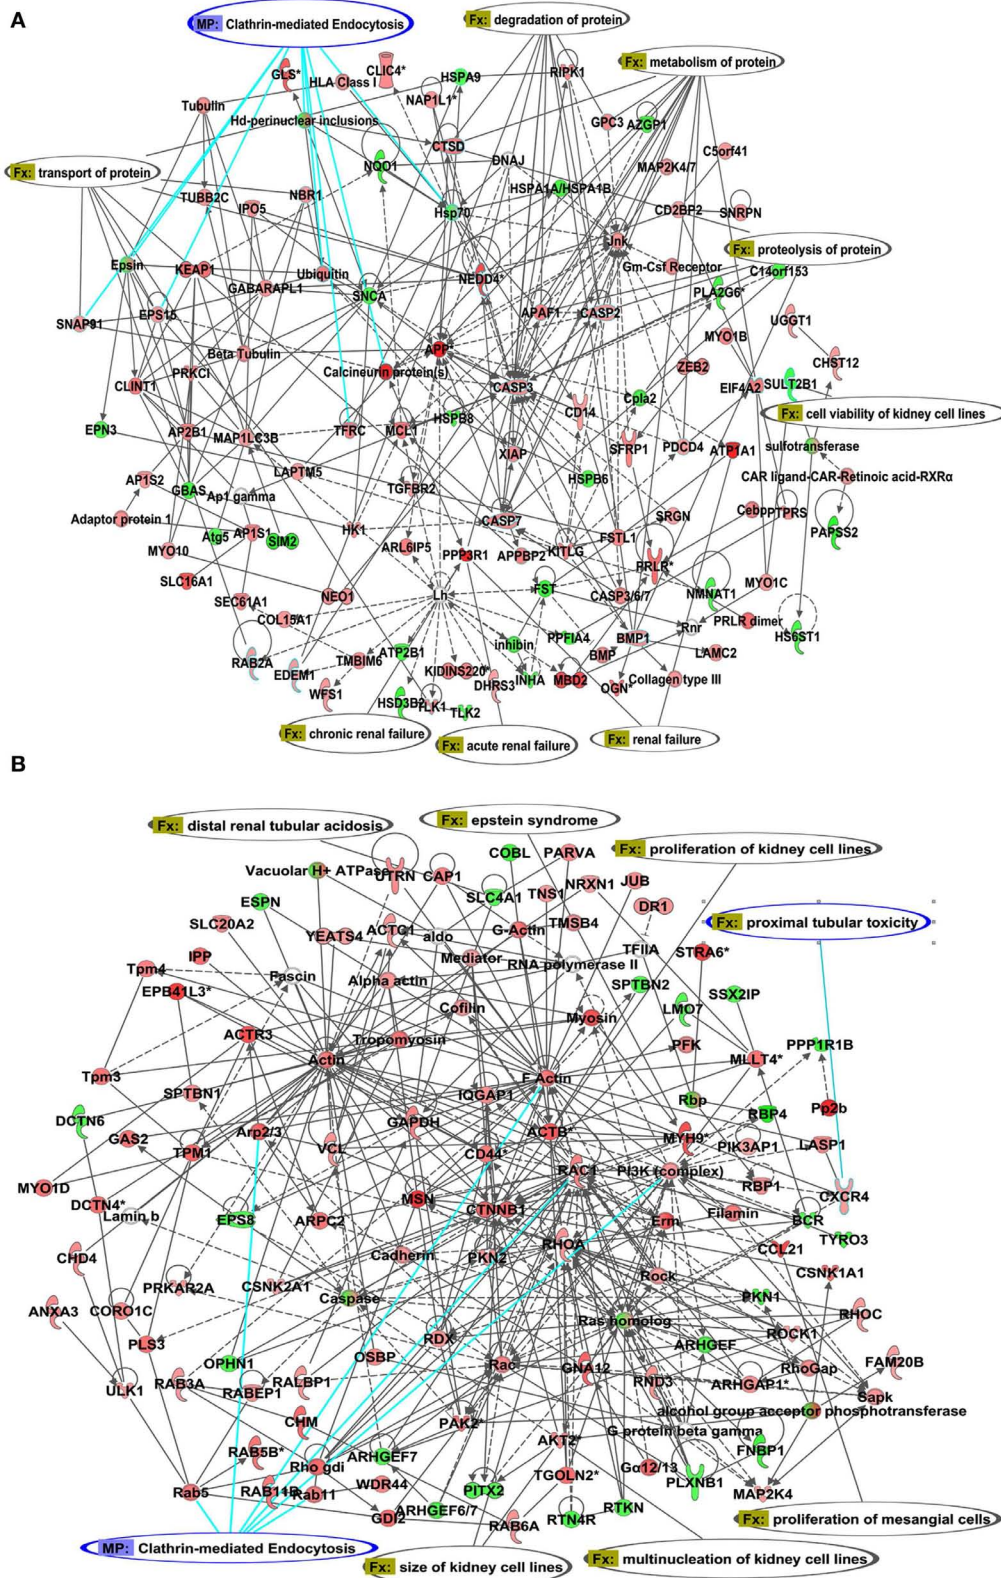 A
MP: Clathrin-mediated Endocytosis
Fx: degradation of protein
Fx: metabolism of protein
GLS*
HLA Class I
CLIC4*
HSPA9
RIPK1
NAP1L1*
Tubulin
Hd-perinuclear inclusions
GPC3
AZGP1
CTSD
DNAJ
C5orf41
NQO1
MAP2K4/7
Fx: transport of protein
HSPA1A/HSPA1B
TUBB2C
NBR1
IPO5
Hsp70
CD2BP2
SNRPN
Jnk
Fx: proteolysis of protein
Epsin
KEAP1
Ubiquitin
NEDD4*
Gm-Csf Receptor
C14orf153
GABARAPL1
SNCA
PLA2G6*
SNAP91
EPS15
APAF1
CASP2
UGGT1
MYO1B
Beta Tubulin
APP*
CHST12
PRKCI
Calcineurin protein(s)
ZEB2
CLINT1
CASP3
EIF4A2
SULT2B1
Cpla2
CD14
Fx: cell viability of kidney cell lines
EPN3
AP2B1
MAP1LC3B
TFRC
MCL1
HSPB8
XIAP
SFRP1
PDCD4
ATP1A1
sulfotransferase
LAPTM5
AP1S2
GBAS
Ap1 gamma
TGFBR2
HSPB6
CAR ligand-CAR-Retinoic acid-RXRα
Adaptor protein 1
Atg5
AP1S1
SIM2
HK1
CASP7
SRGN
Cebp
PTPRS
PAPSS2
MYO10
ARL6IP5
PPP3R1
APPBP2
KITLG
FSTL1
SLC16A1
PRLR*
SEC61A1
NEO1
Lh
FST
CASP3/6/7
NMNAT1
MYO1C
COL15A1
Rnr
PRLR dimer
HS6ST1
RAB2A
EDEM1
TMBIM6
ATP2B1
inhibin
PPFIA4
BMP1
BMP
LAMC2
WFS1
KIDINS220*
DHRS3
INHA
MBD2
OGN*
Collagen type III
HSD3B2
TLK1
TLK2
Fx: chronic renal failure
Fx: acute renal failure
Fx: renal failure
B
Fx: distal renal tubular acidosis
Fx: epstein syndrome
Fx: proliferation of kidney cell lines
Vacuolar H+ ATPase
UTRN
CAP1
COBL
PARVA
ESPN
SLC4A1
TNS1
NRXN1
JUB
DR1
Fx: proximal tubular toxicity
SLC20A2
YEATS4
ACTC1
aldo
G-Actin
TMSB4
TFIIA
STRA6*
IPP
Mediator
RNA polymerase II
Tpm4
Fascin
Alpha actin
SPTBN2
SSX2IP
EPB41L3*
Cofilin
Myosin
LMO7
ACTR3
Tropomyosin
PFK
MLLT4*
PPP1R1B
Actin
F Actin
Tpm3
SPTBN1
IQGAP1
Rbp
RBP4
Pp2b
DCTN6
GAS2
Arp2/3
GAPDH
ACTB*
MYH9*
PIK3AP1
LASP1
TPM1
VCL
CD44*
MYO1D
RAC1
PI3K (complex)
RBP1
CXCR4
DCTN4*
Lamin b
EPS8
ARPC2
MSN
CTNNB1
Erm
Filamin
BCR
TYRO3
CHD4
Cadherin
PKN2
RHOA
CCL21
PRKAR2A
CSNK2A1
Caspase
Rock
CSNK1A1
ANXA3
CORO1C
PKN1
RHOC
PLS3
RDX
Ras homolog
ARHGEF
ROCK1
OPHN1
OSBP
Rac
GNA12
RhoGap
FAM20B
ULK1
RAB3A
RABEP1
RALBP1
RND3
ARHGAP1*
Sapk
CHM
PAK2*
alcohol group acceptor phosphotransferase
AKT2*
G protein beta gamma
RAB5B*
Rho gdi
ARHGEF7
FNBP1
TGOLN2*
Gα12/13
Rab5
RAB11B
Rab11
WDR44
PITX2
PLXNB1
MAP2K4
GDI2
ARHGEF6/7
RAB6A
RTN4R
RTKN
Fx: proliferation of mesangial cells
MP: Clathrin-mediated Endocytosis
Fx: size of kidney cell lines
Fx: multinucleation of kidney cell lines